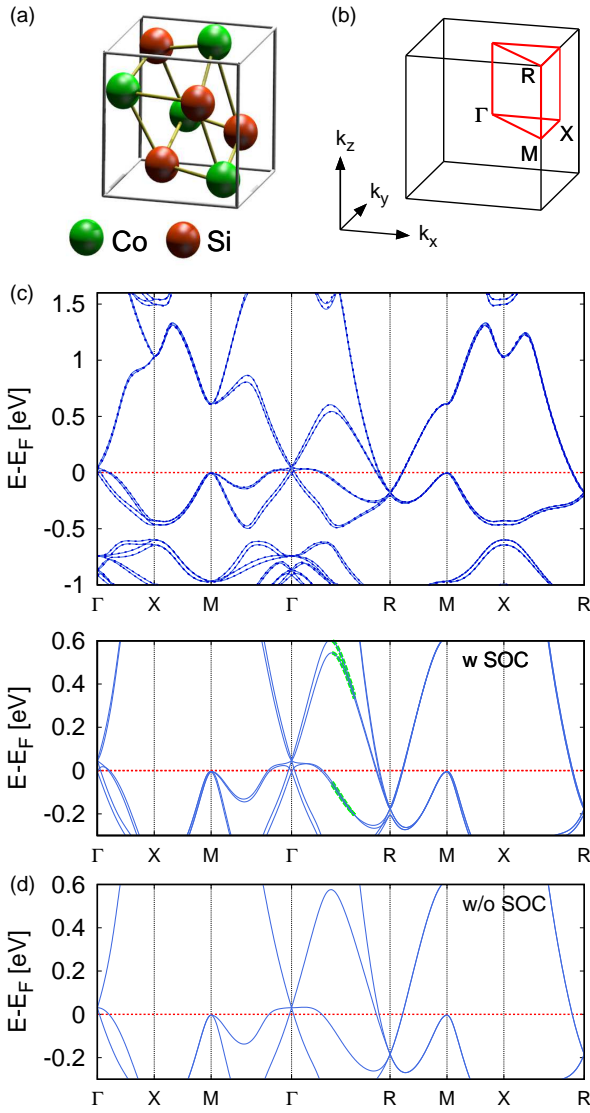 (a)
Co
Si
(b)
R
Γ
X
M
k_z
k_y
k_x
(c)
1.5
1
0.5
0
-0.5
-1
E-E_F [eV]
Γ X M Γ R M X R
0.6
0.4
0.2
0
-0.2
E-E_F [eV]
w SOC
Γ X M Γ R M X R
(d)
0.6
0.4
0.2
0
-0.2
E-E_F [eV]
w/o SOC
Γ X M Γ R M X R